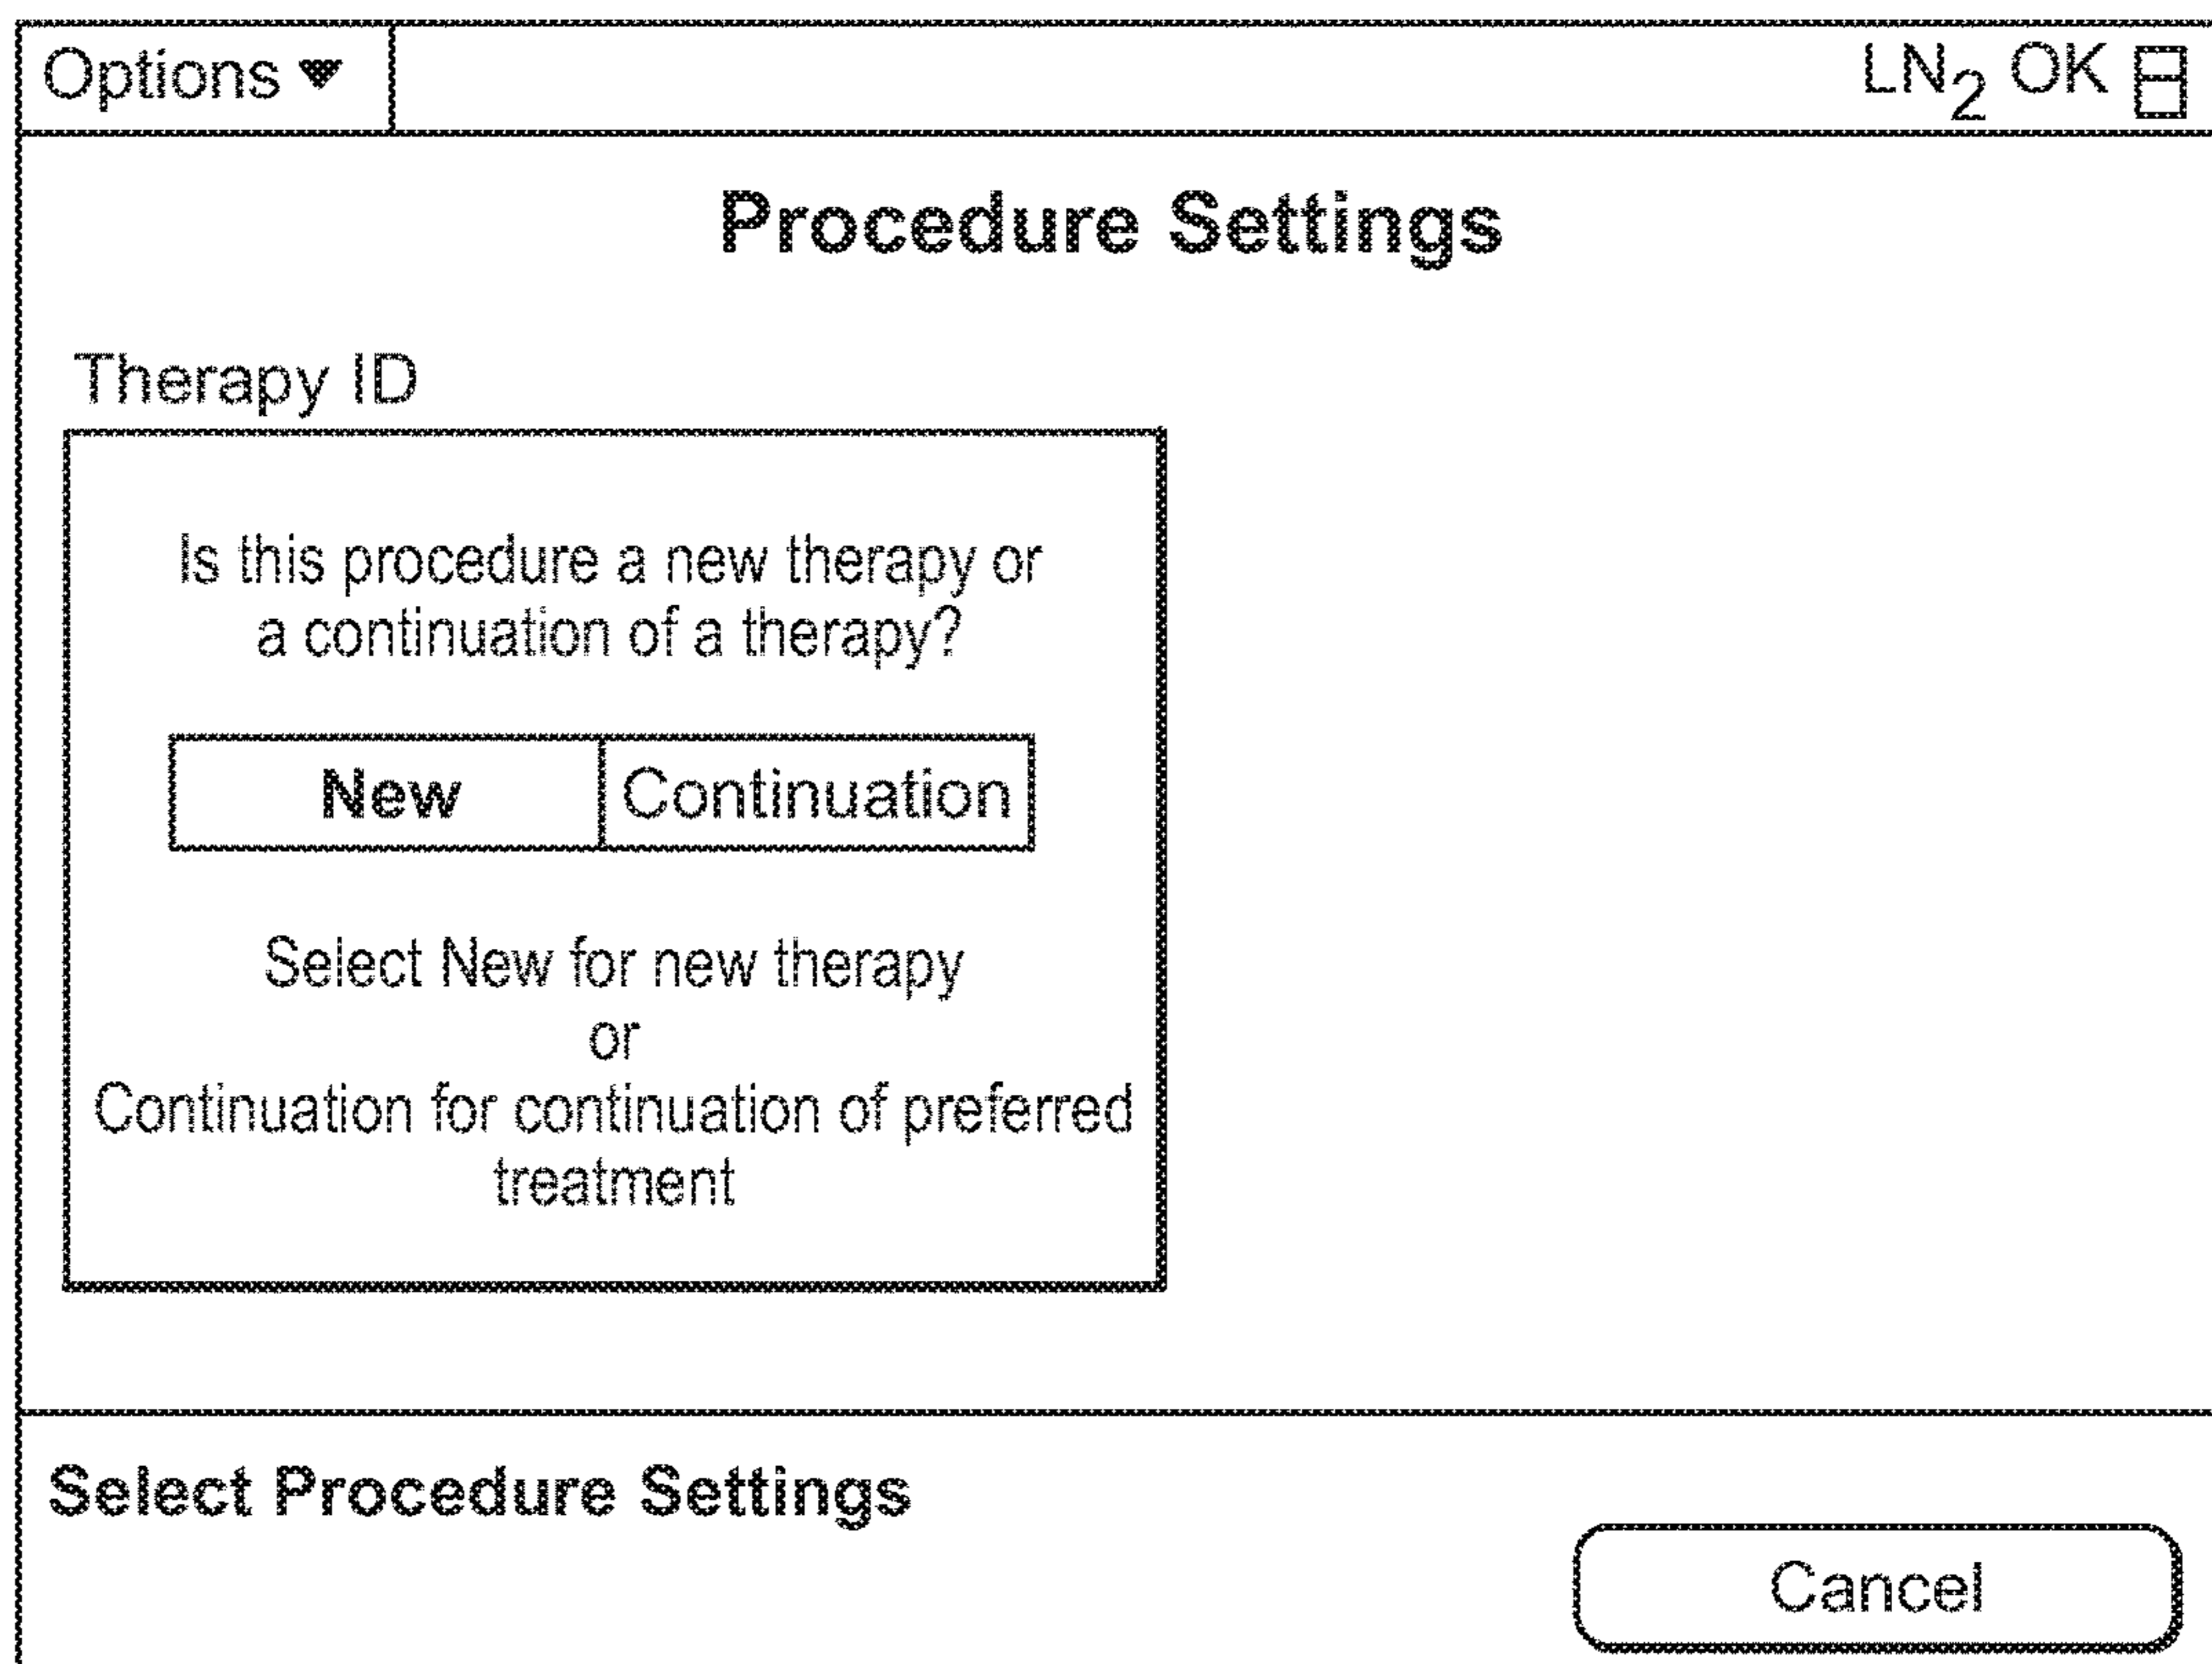 Options ▼
LN₂ OK
Procedure Settings
Therapy ID
Is this procedure a new therapy or
a continuation of a therapy?
New
Continuation
Select New for new therapy
or
Continuation for continuation of preferred
treatment
Select Procedure Settings
Cancel